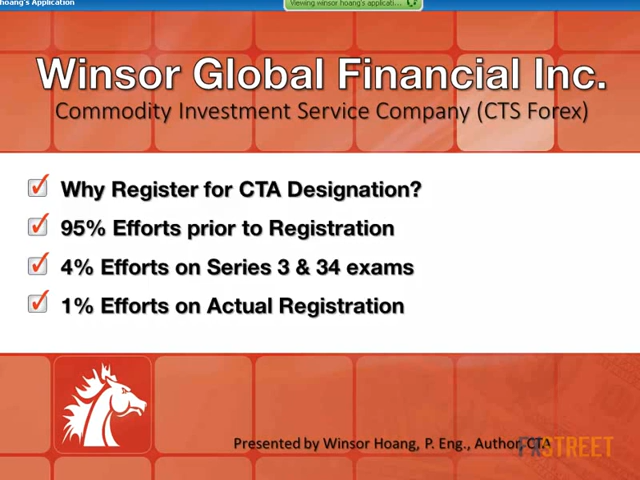 hoang's Application
Viewing winsor hoang's applicati...
Winsor Global Financial Inc.
Commodity Investment Service Company (CTS Forex)
Why Register for CTA Designation?
95% Efforts prior to Registration
4% Efforts on Series 3 & 34 exams
1% Efforts on Actual Registration
Presented by Winsor Hoang, P. Eng., Author, CTA
FXSTREET